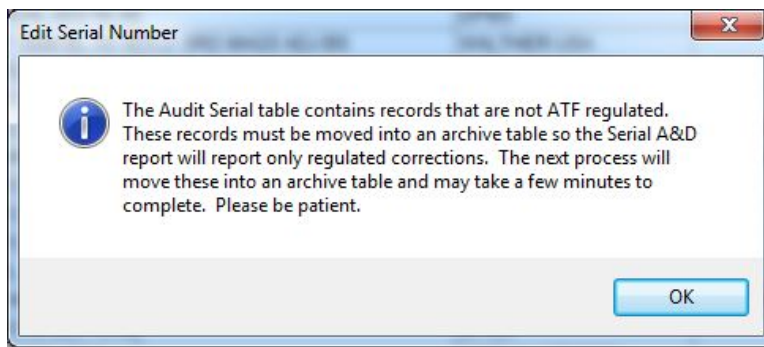 Edit Serial Number
The Audit Serial table contains records that are not ATF regulated.
These records must be moved into an archive table so the Serial A&D
report will report only regulated corrections.  The next process will
move these into an archive table and may take a few minutes to
complete.  Please be patient.
OK